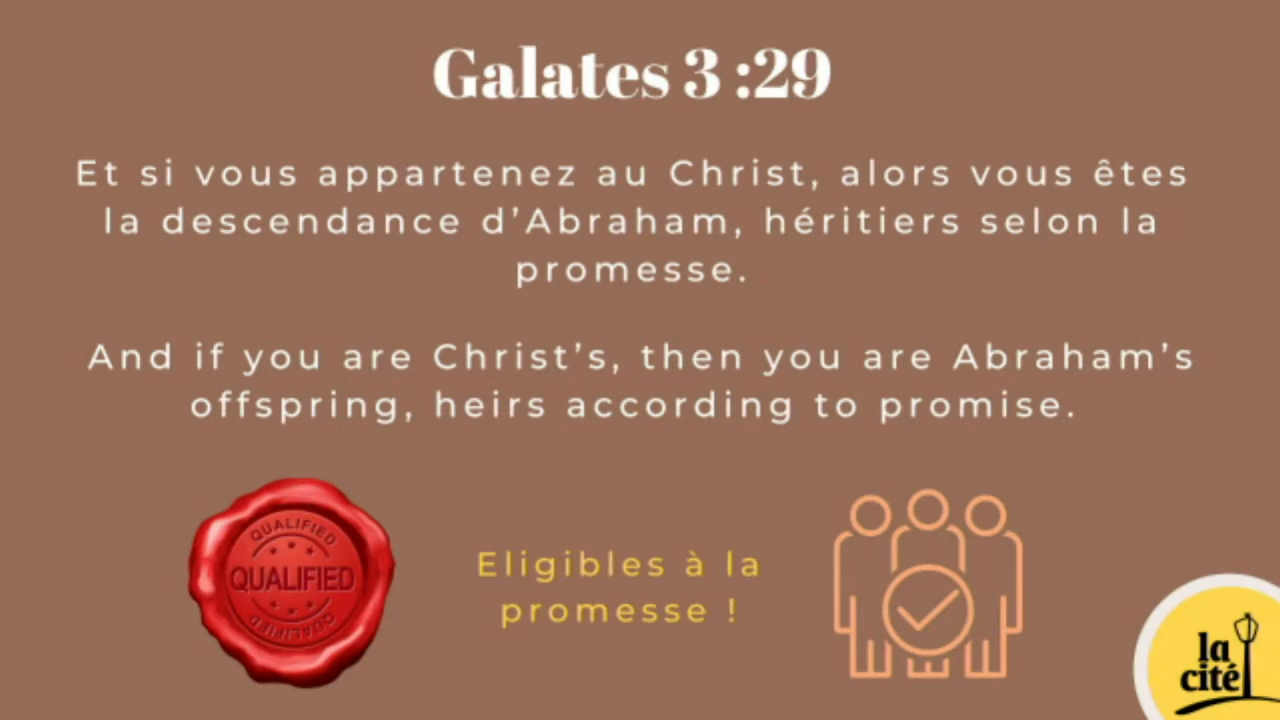 Galates 3 :29
Et si vous appartenez au Christ, alors vous êtes
la descendance d’Abraham, héritiers selon la
promesse.
And if you are Christ’s, then you are Abraham’s
offspring, heirs according to promise.
QUALIFIED
QUALIFIED
QUALIFIED
Eligibles à la
promesse !
la
cité